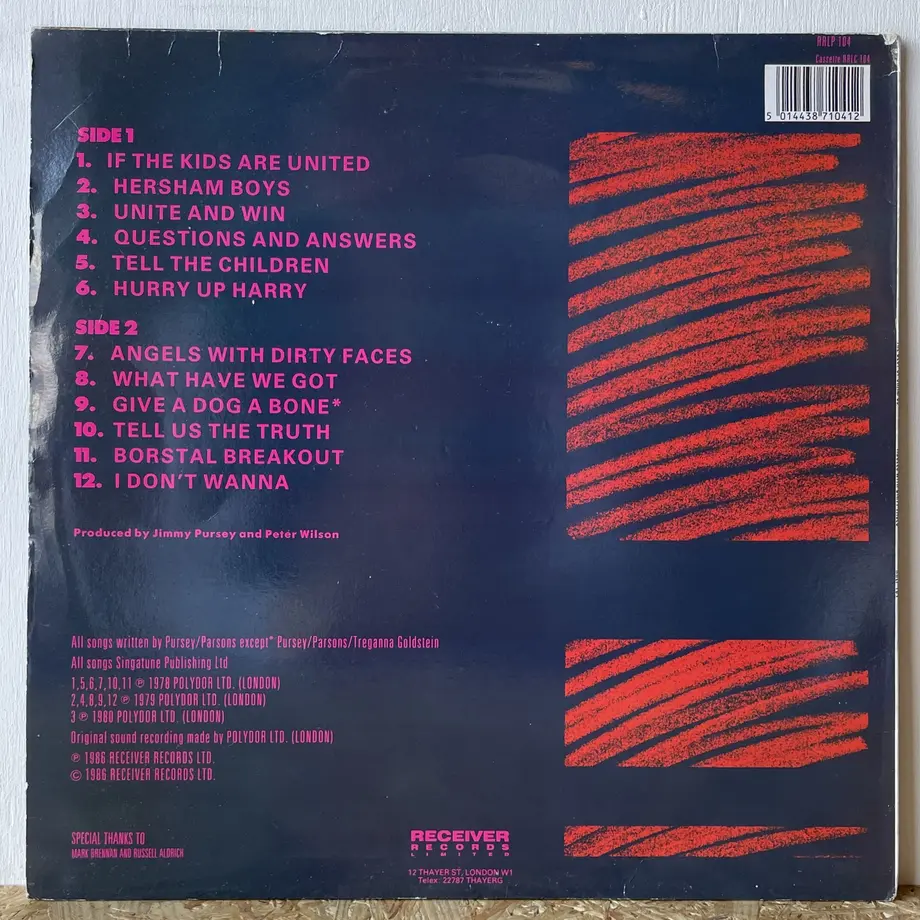 RRLP 104
Cassette RRLC 104
5 014438 710412
SIDE 1
1. IF THE KIDS ARE UNITED
2. HERSHAM BOYS
3. UNITE AND WIN
4. QUESTIONS AND ANSWERS
5. TELL THE CHILDREN
6. HURRY UP HARRY
SIDE 2
7. ANGELS WITH DIRTY FACES
8. WHAT HAVE WE GOT
9. GIVE A DOG A BONE*
10. TELL US THE TRUTH
11. BORSTAL BREAKOUT
12. I DON'T WANNA
Produced by Jimmy Pursey and Peter Wilson
All songs written by Pursey/Parsons except* Pursey/Parsons/Treganna Goldstein
All songs Singatune Publishing Ltd
1,5,6,7,10,11 ℗ 1978 POLYDOR LTD. (LONDON)
2,4,8,9,12 ℗ 1979 POLYDOR LTD. (LONDON)
3 ℗ 1980 POLYDOR LTD. (LONDON)
Original sound recording made by POLYDOR LTD. (LONDON)
℗ 1986 RECEIVER RECORDS LTD.
© 1986 RECEIVER RECORDS LTD.
SPECIAL THANKS TO
MARK BRENNAN AND RUSSELL ALDRICH
RECEIVER
RECORDS
LIMITED
12 THAYER ST, LONDON W1
Telex: 22787 THAYERG